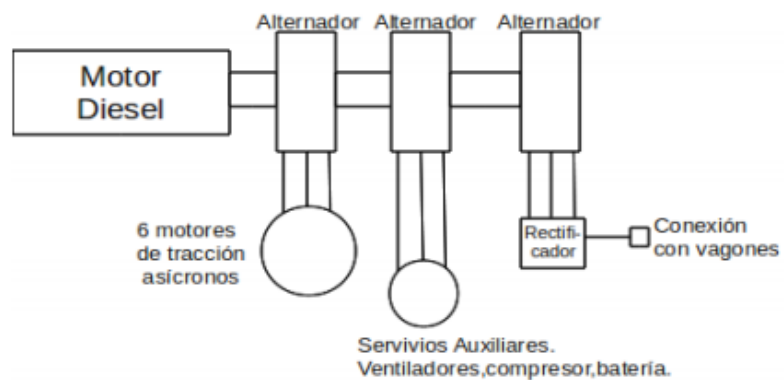 Alternador Alternador Alternador
Motor
Diesel
6 motores
de tracción
asícronos
Rectifi-
cador
Conexión
con vagones
Servivios Auxiliares.
Ventiladores,compresor,batería.